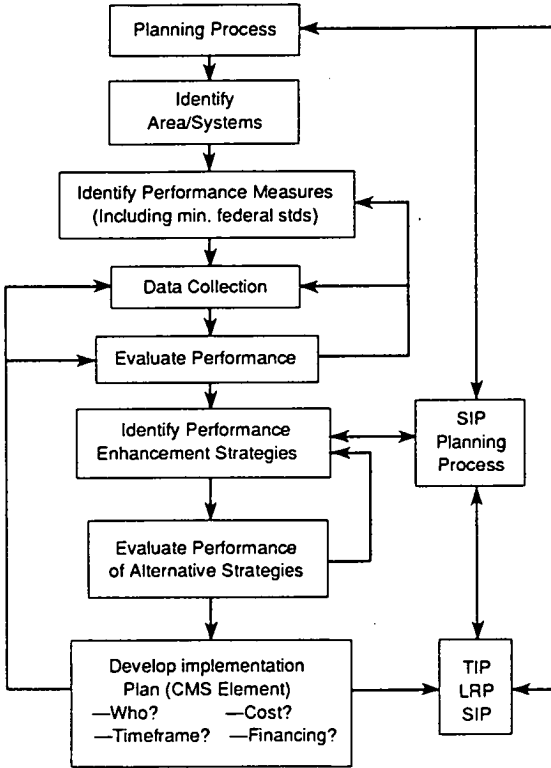 Planning Process
Identify
Area/Systems
Identify Performance Measures
(Including min. federal stds)
Data Collection
Evaluate Performance
Identify Performance
Enhancement Strategies
SIP
Planning
Process
Evaluate Performance
of Alternative Strategies
Develop implementation
Plan (CMS Element)
—Who? —Cost?
—Timeframe? —Financing?
TIP
LRP
SIP